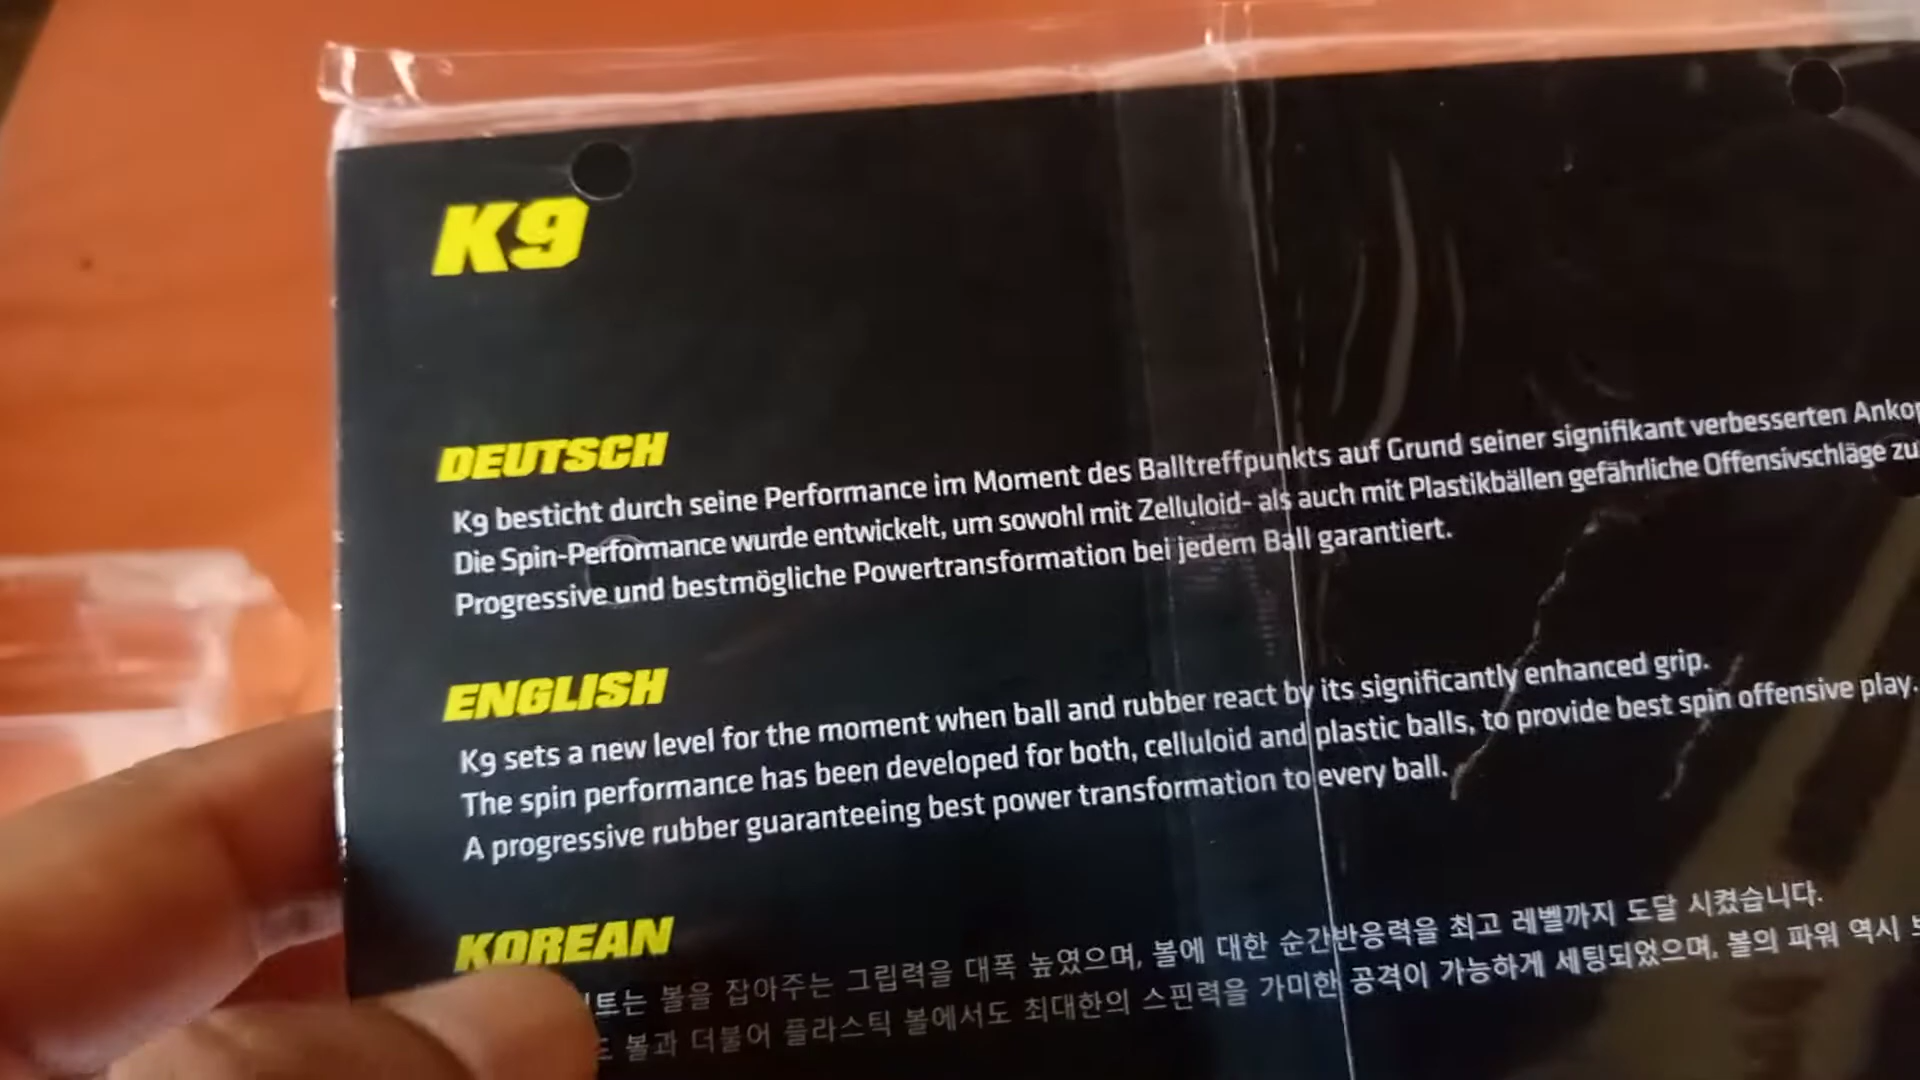 K9
DEUTSCH
K9 besticht durch seine Performance im Moment des Balltreffpunkts auf Grund seiner signifikant verbesserten
Die Spin-Performance wurde entwickelt, um sowohl mit Zelluloid- als auch mit Plastikbällen gefährliche Offensivschläge zu
Progressive und bestmögliche Powertransformation bei jedem Ball garantiert.
ENGLISH
K9 sets a new level for the moment when ball and rubber react by its significantly enhanced grip.
The spin performance has been developed for both, celluloid and plastic balls, to provide best spin offensive play.
A progressive rubber guaranteeing best power transformation to every ball.
KOREAN
볼을 잡아주는 그립력을 대폭 높였으며, 볼에 대한 순간반응력을 최고 레벨까지 도달 시켰습니다.
볼과 더불어 플라스틱 볼에서도 최대한의 스핀력을 가미한 공격이 가능하게 세팅되었으며, 볼의 파워 역시